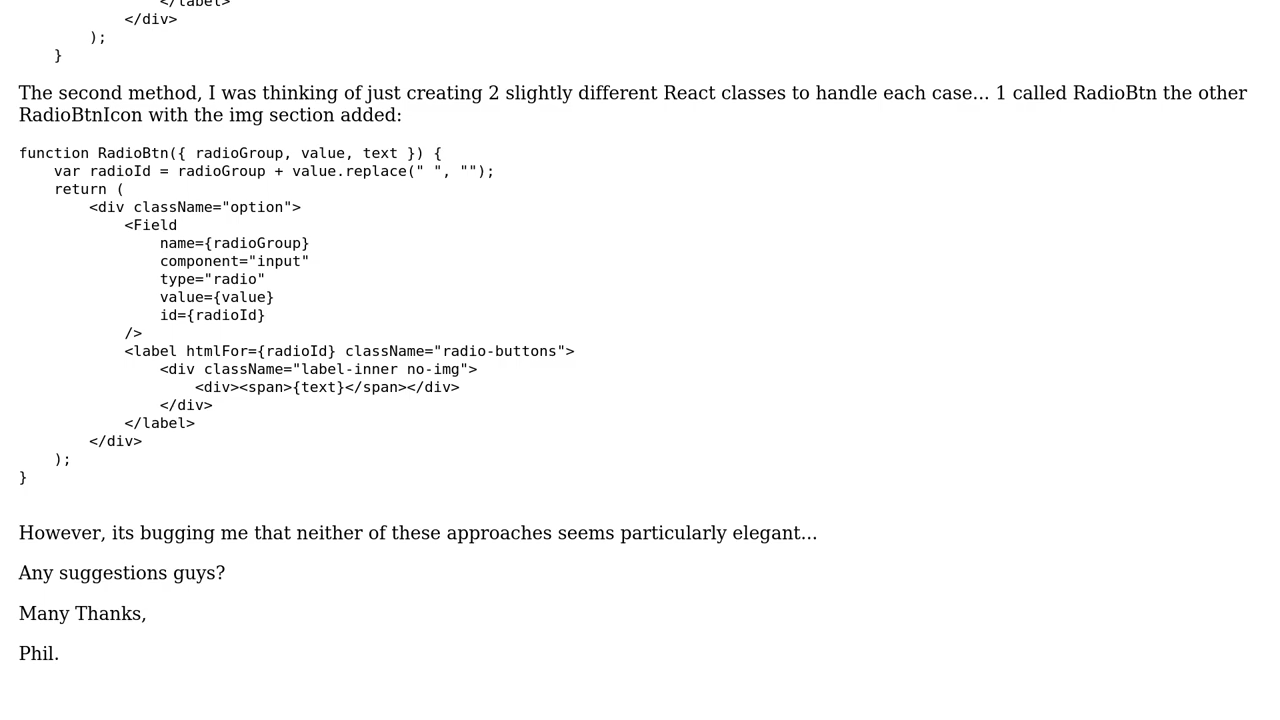 </label>
</div>
);
}
The second method, I was thinking of just creating 2 slightly different React classes to handle each case... 1 called RadioBtn the other
RadioBtnIcon with the img section added:
function RadioBtn({ radioGroup, value, text }) {
var radioId = radioGroup + value.replace(" ", "");
return (
<div className="option">
<Field
name={radioGroup}
component="input"
type="radio"
value={value}
id={radioId}
/>
<label htmlFor={radioId} className="radio-buttons">
<div className="label-inner no-img">
<div><span>{text}</span></div>
</div>
</label>
</div>
);
}
However, its bugging me that neither of these approaches seems particularly elegant...
Any suggestions guys?
Many Thanks,
Phil.